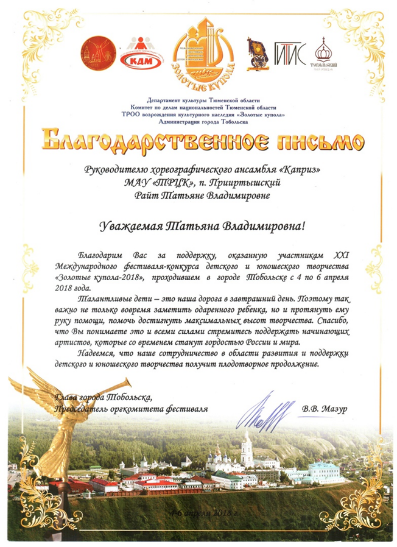 КДМ
ЗОЛОТЫЕ КУПОЛА
ГИТИС
Департамент культуры Тюменской области
Комитет по делам национальностей Тюменской области
ТРОО возрождения культурного наследия «Золотые купола»
Администрация города Тобольска
Благодарственное письмо
Руководителю хореографического ансамбля «Каприз»
МАУ «ТРЦК», п. Прииртышский
Райт Татьяне Владимировне
Уважаемая Татьяна Владимировна!
Благодарим Вас за поддержку, оказанную участникам XXI
Международного фестиваля-конкурса детского и юношеского творчества
«Золотые купола-2018», проходившем в городе Тобольске с 4 по 6 апреля
2018 года.
Талантливые дети – это наша дорога в завтрашний день. Поэтому так
важно не только вовремя заметить одаренного ребенка, но и протянуть ему
руку помощи, помочь достигнуть максимальных высот творчества. Спасибо,
что Вы понимаете это и всеми силами стремитесь поддержать начинающих
артистов, которые со временем станут гордостью России и мира.
Надеемся, что наше сотрудничество в области развития и поддержки
детского и юношеского творчества получит плодотворное продолжение.
Глава города Тобольска,
Председатель оргкомитета фестиваля
В.В. Мазур
4-6 апреля 2018 г.